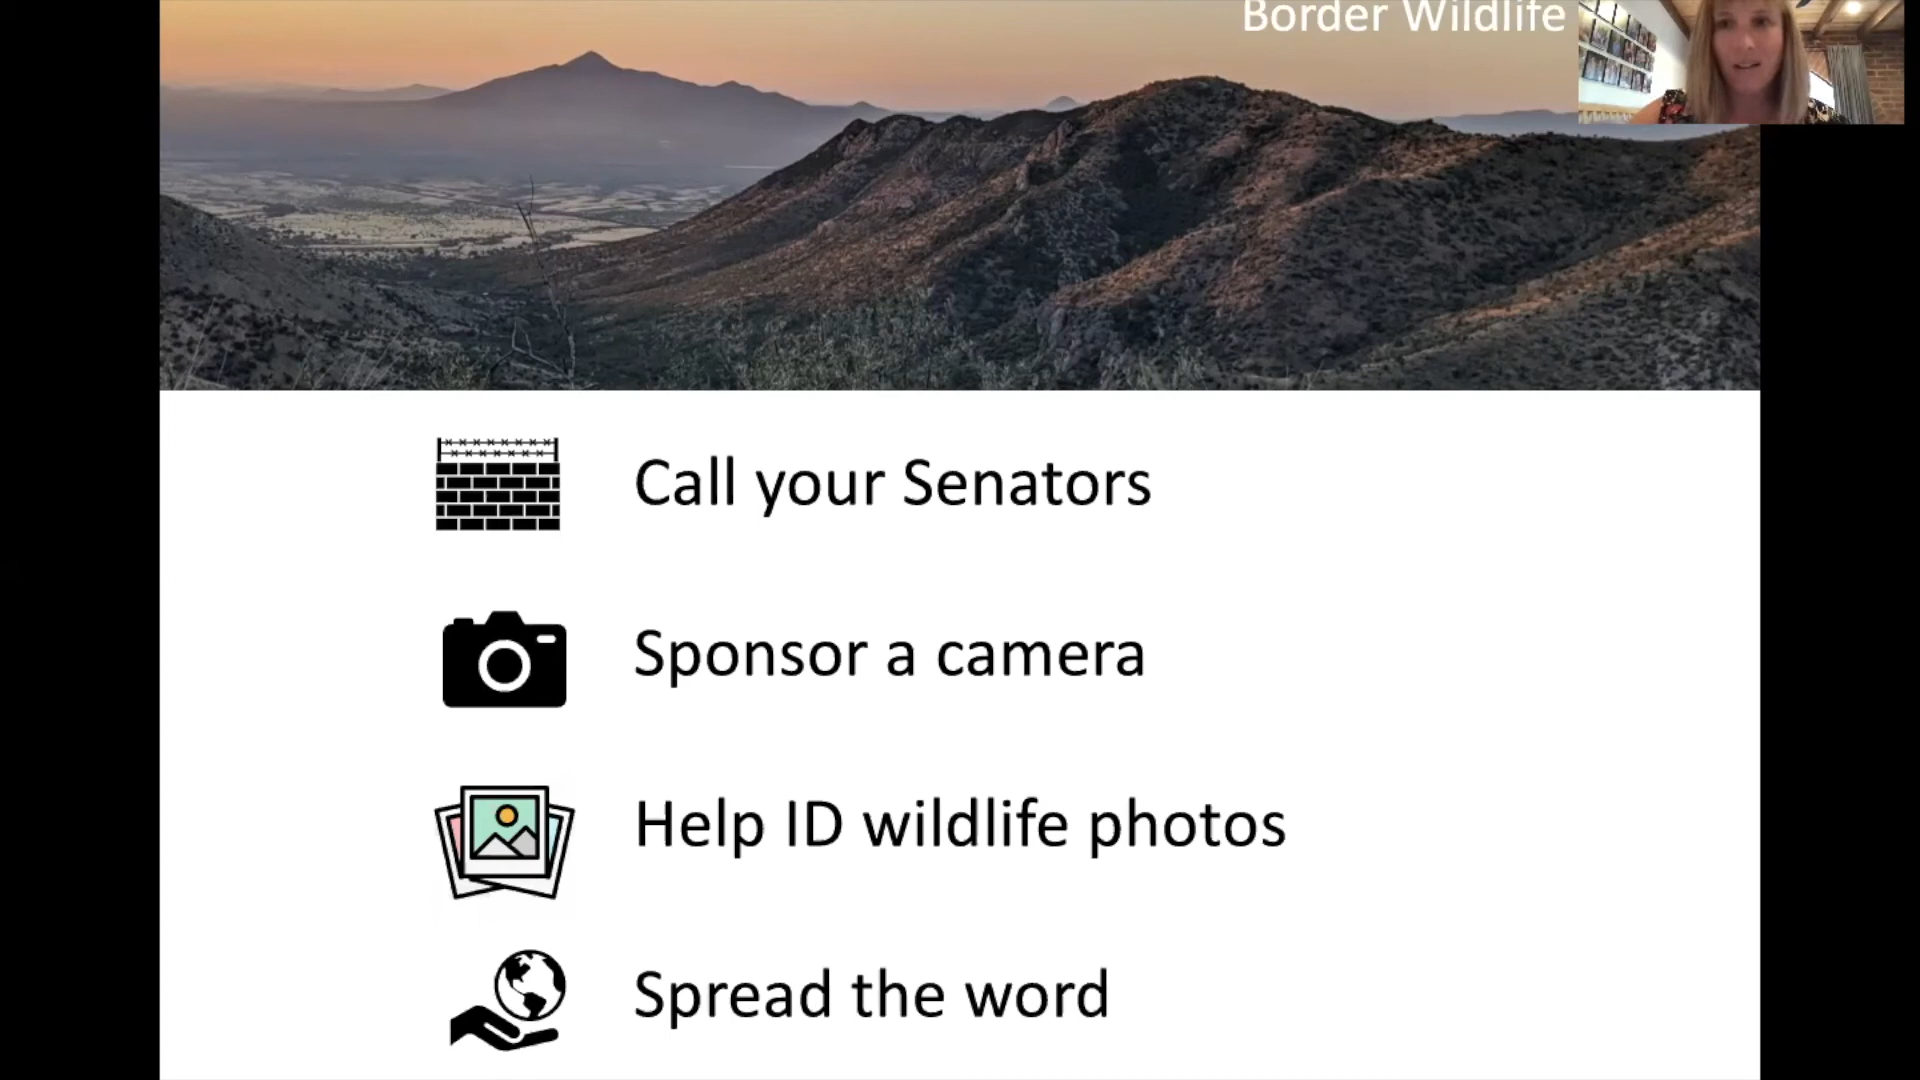 Border Wildlife
Call your Senators
Sponsor a camera
Help ID wildlife photos
Spread the word